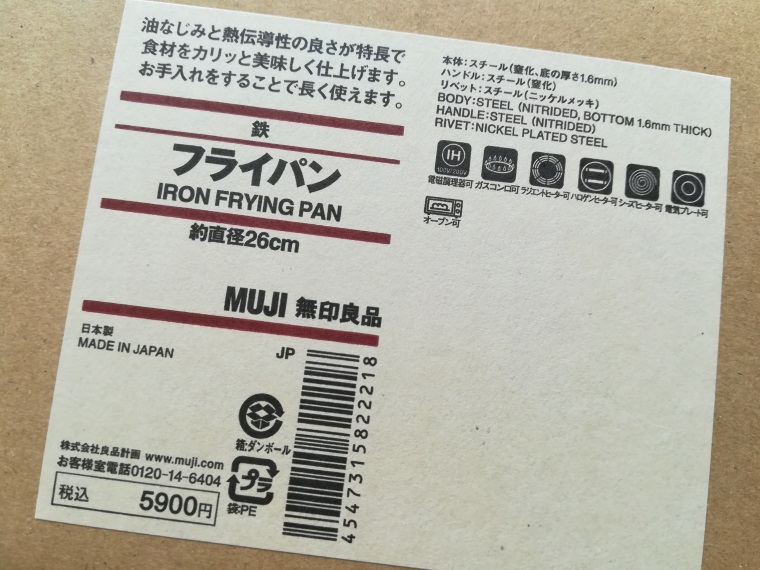 油なじみと熱伝導性の良さが特長で
食材をカリッと美味しく仕上げます。
お手入れをすることで長く使えます。
鉄
フライパン
IRON FRYING PAN
約直径26cm
MUJI 無印良品
日本製
MADE IN JAPAN
JP
箱:ダンボール
株式会社良品計画 www.muji.com
お客様室電話0120-14-6404
プラ
袋:PE
税込 5900円
4547315822218
本体:スチール(窒化、底の厚さ1.6mm)
ハンドル:スチール(窒化)
リベット:スチール(ニッケルメッキ)
BODY:STEEL (NITRIDED, BOTTOM 1.6mm THICK)
HANDLE:STEEL (NITRIDED)
RIVET:NICKEL PLATED STEEL
IH
100V/200V
電磁調理器可 ガスコンロ可 ラジエントヒーター可 ハロゲンヒーター可 シーズヒーター可 電気プレート可
オーブン可